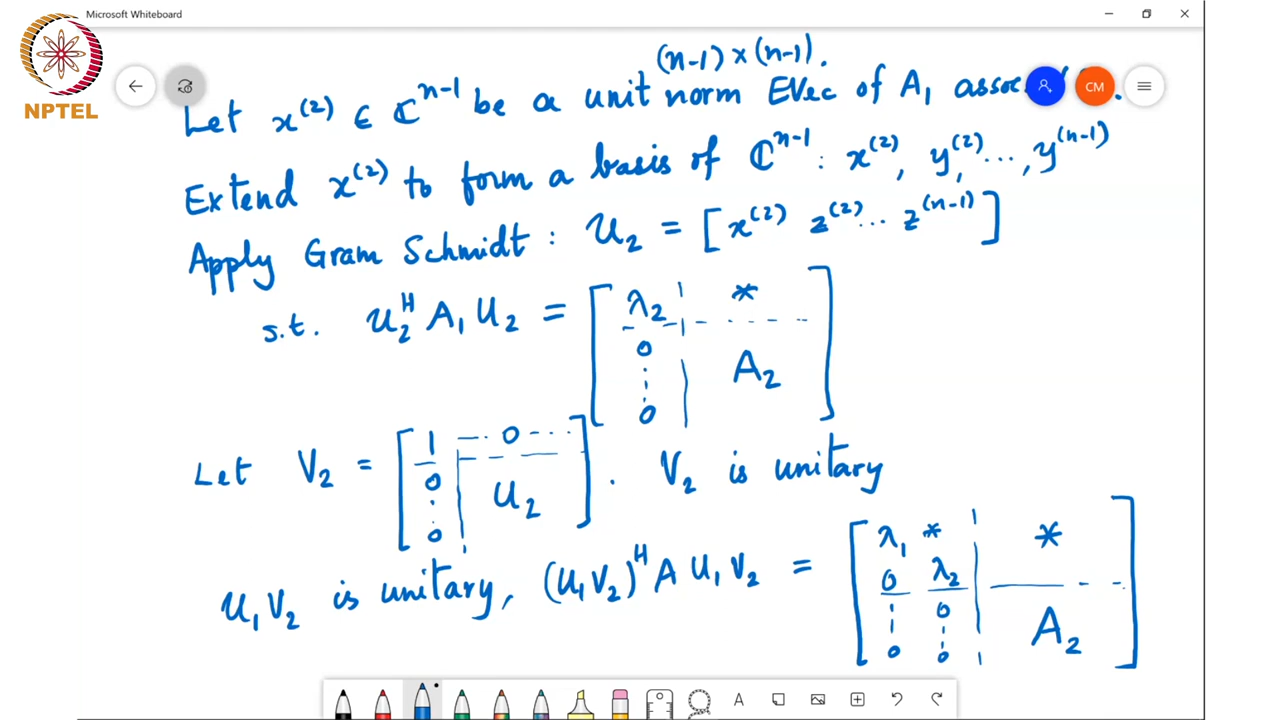 Microsoft Whiteboard
NPTEL
CM
(n-1) × (n-1).
Let x^(2) ∈ ℂ^(n-1) be a unit norm EVec of A₁
Extend x^(2) to form a basis of ℂ^(n-1) : x^(2), y^(2), ..., y^(n-1)
Apply Gram Schmidt : U₂ = [x^(2) z^(2) ... z^(n-1)]
s.t. U₂^H A₁ U₂ = [ λ₂ | * ; 0 ⋮ 0 | A₂ ]
Let V₂ = [ 1 | 0 ; 0 ⋮ 0 | U₂ ] . V₂ is unitary
U₁V₂ is unitary, (U₁V₂)^H A U₁V₂ = [ λ₁ * | * ; 0 λ₂ | ; 0 0 | A₂ ; ⋮ ⋮ | ; 0 0 | ]
A